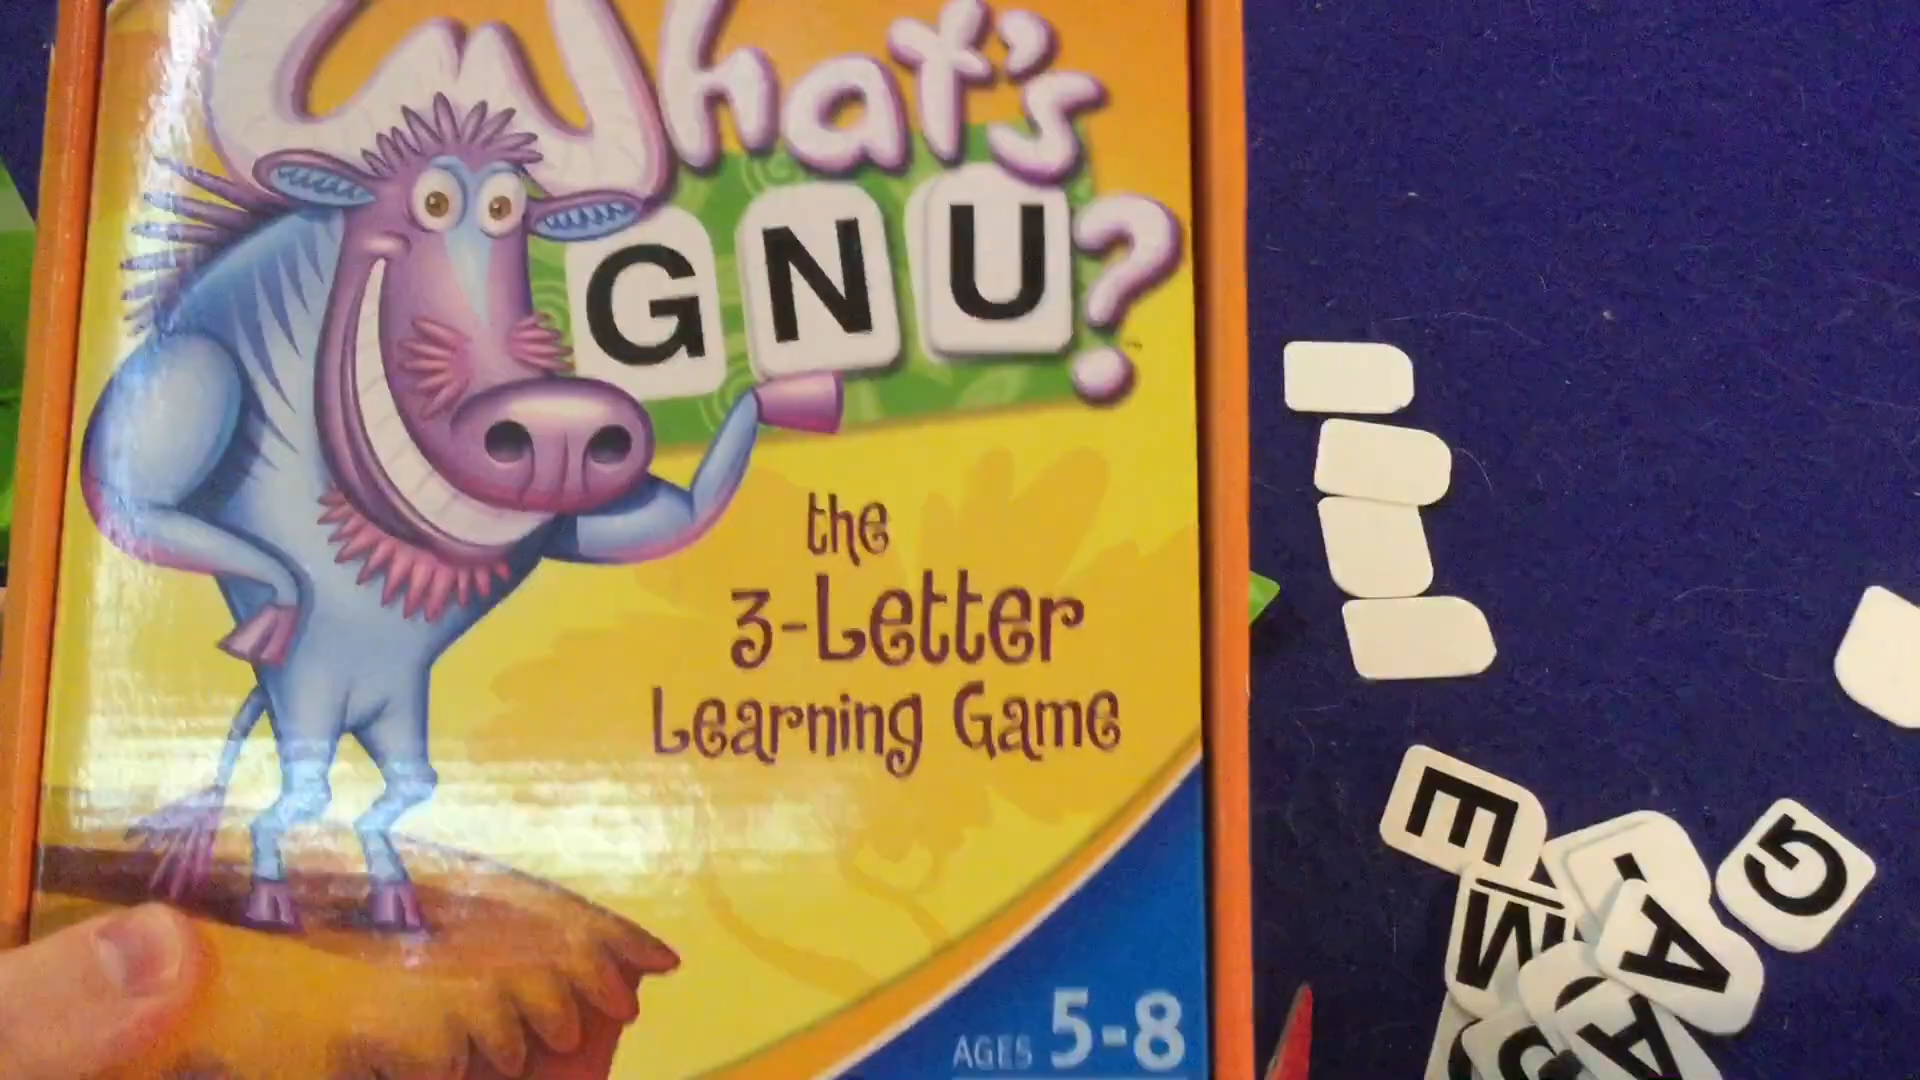 What's
GNU?
the
3-Letter
Learning Game
AGES 5-8
E
G
M
A
A